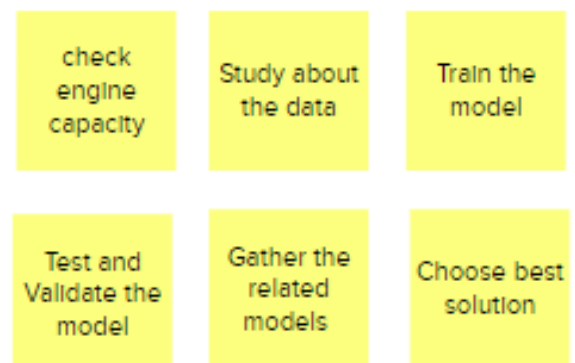 check
engine
capacity
Study about
the data
Train the
model
Test and
Validate the
model
Gather the
related
models
Choose best
solution